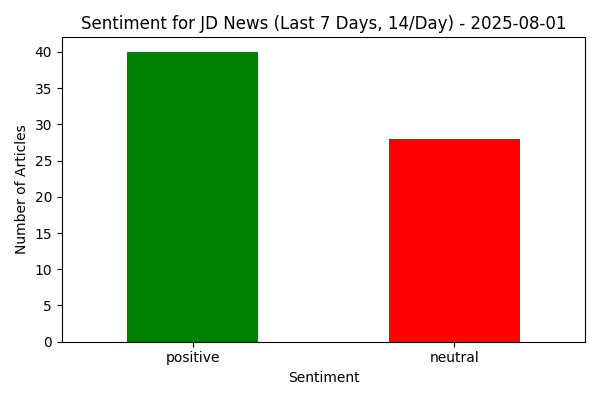 Sentiment for JD News (Last 7 Days, 14/Day) - 2025-08-01
Number of Articles
40
35
30
25
20
15
10
5
0
positive
neutral
Sentiment